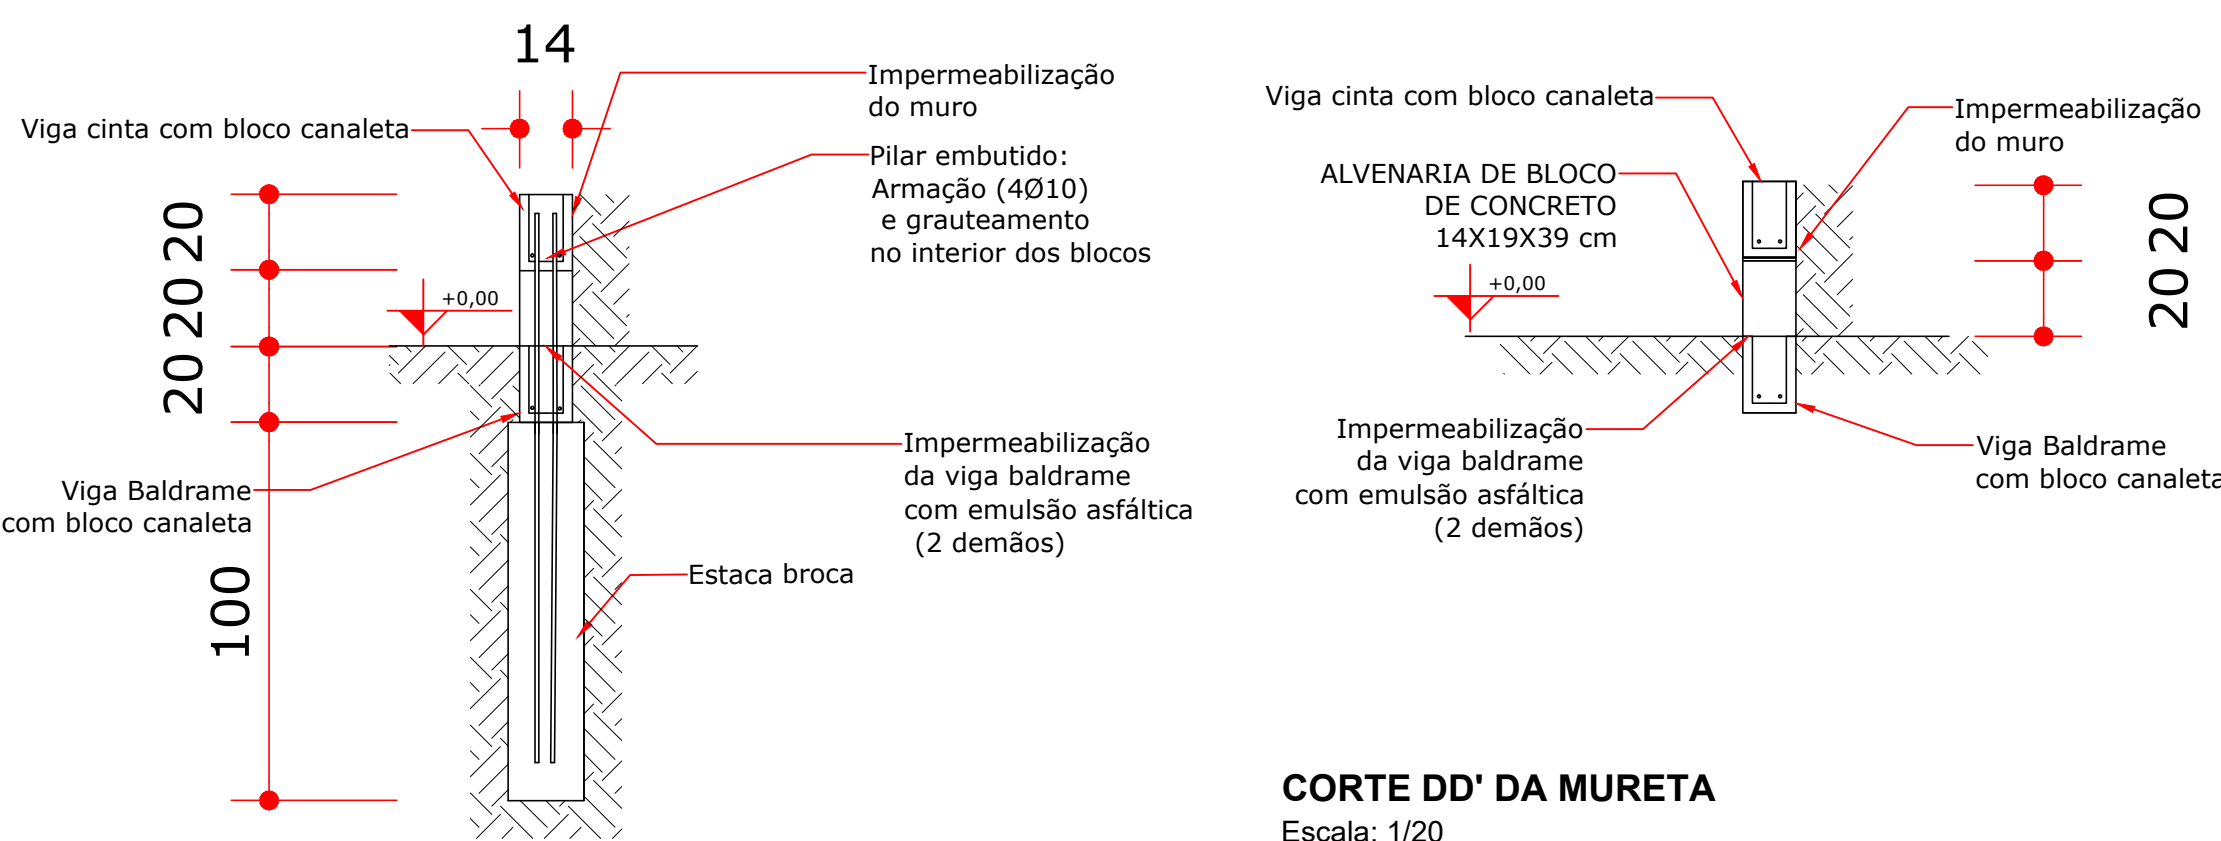 14
Viga cinta com bloco canaleta
Impermeabilização
do muro
Pilar embutido:
Armação (4Ø10)
e grauteamento
no interior dos blocos
20
20
20
100
+0,00
Viga Baldrame
com bloco canaleta
Impermeabilização
da viga baldrame
com emulsão asfáltica
(2 demãos)
Estaca broca
Viga cinta com bloco canaleta
Impermeabilização
do muro
ALVENARIA DE BLOCO
DE CONCRETO
14X19X39 cm
+0,00
20
20
Impermeabilização
da viga baldrame
com emulsão asfáltica
(2 demãos)
Viga Baldrame
com bloco canaleta
CORTE DD' DA MURETA
Escala: 1/20